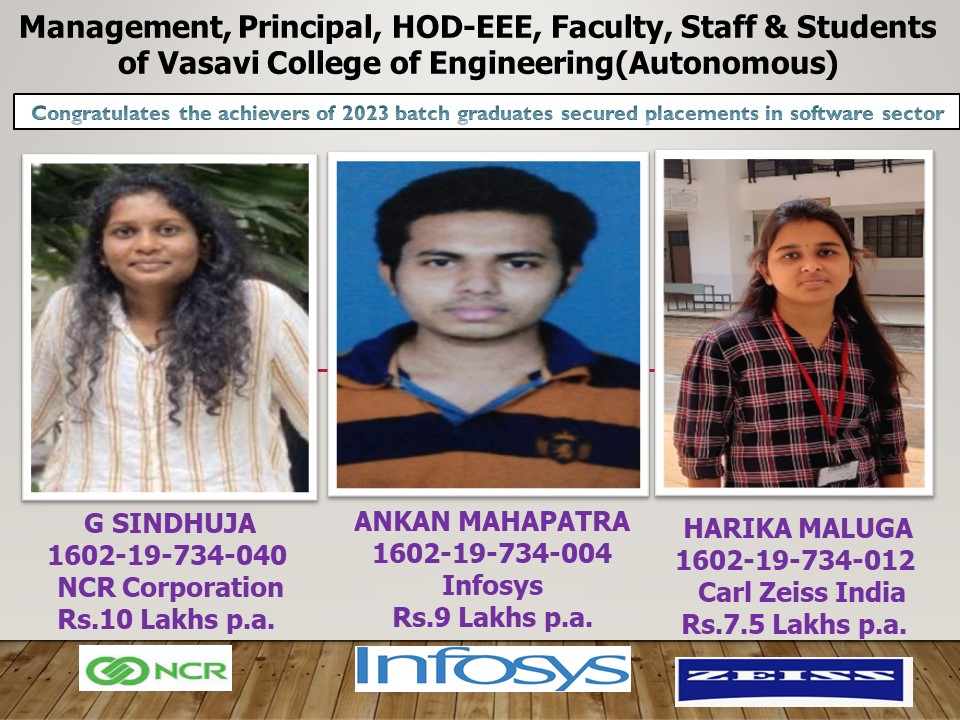 Management, Principal, HOD-EEE, Faculty, Staff & Students
of Vasavi College of Engineering(Autonomous)
Congratulates the achievers of 2023 batch graduates secured placements in software sector
G SINDHUJA
1602-19-734-040
NCR Corporation
Rs.10 Lakhs p.a.
ANKAN MAHAPATRA
1602-19-734-004
Infosys
Rs.9 Lakhs p.a.
HARIKA MALUGA
1602-19-734-012
Carl Zeiss India
Rs.7.5 Lakhs p.a.
NCR
Infosys
ZEISS